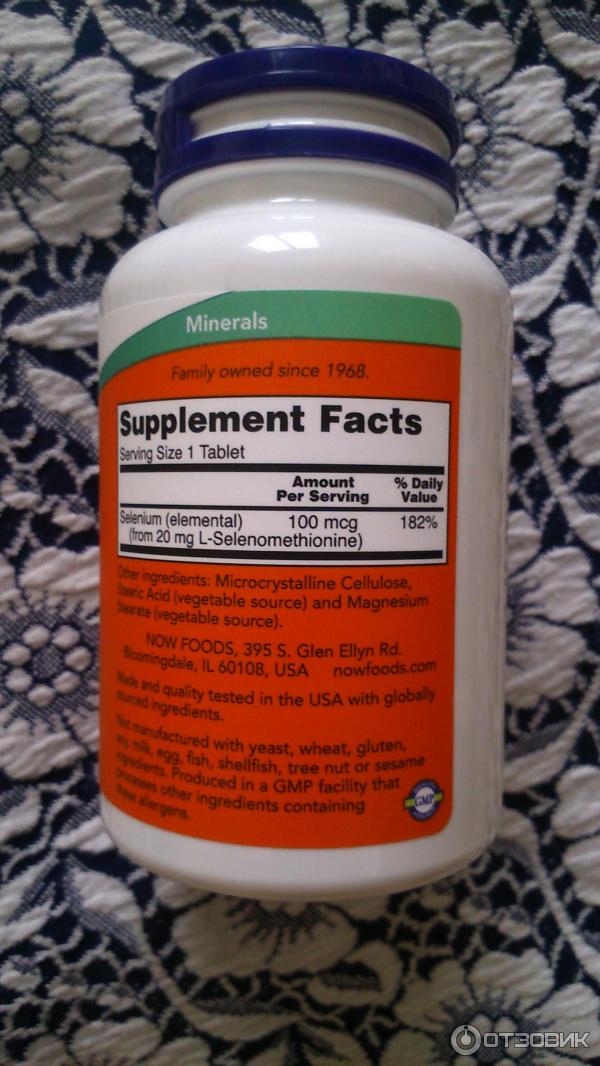 Minerals
Family owned since 1968.
Supplement Facts
Serving Size 1 Tablet
Amount
Per Serving
% Daily
Value
Selenium (elemental) 100 mcg 182%
(from 20 mg L-Selenomethionine)
Other ingredients: Microcrystalline Cellulose,
Stearic Acid (vegetable source) and Magnesium
Stearate (vegetable source).
NOW FOODS, 395 S. Glen Ellyn Rd.
Bloomingdale, IL 60108, USA nowfoods.com
Made and quality tested in the USA with globally
sourced ingredients.
Not manufactured with yeast, wheat, gluten,
soy, milk, egg, fish, shellfish, tree nut or sesame
ingredients. Produced in a GMP facility that
processes other ingredients containing
these allergens.
GMP
ОТЗОВИК